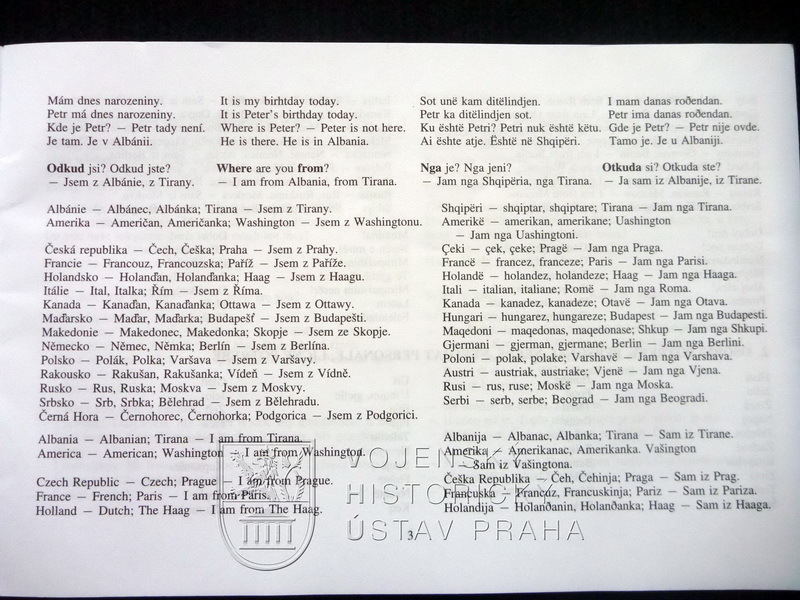 Mám dnes narozeniny.
Petr má dnes narozeniny.
Kde je Petr? — Petr tady není.
Je tam. Je v Albánii.
It is my birhtday today.
It is Peter's birthday today.
Where is Peter? — Peter is not here.
He is there. He is in Albania.
Sot unë kam ditëlindjen.
Petr ka ditëlindjen sot.
Ku është Petri? Petri nuk është këtu.
Ai është atje. Është në Shqipëri.
I mam danas roðendan.
Petr ima danas roðendan.
Gde je Petr? — Petr nije ovde.
Tamo je. Je u Albaniji.
Odkud jsi? Odkud jste?
— Jsem z Albánie, z Tirany.
Where are you from?
— I am from Albania, from Tirana.
Nga je? Nga jeni?
— Jam nga Shqipëria, nga Tirana.
Otkuda si? Otkuda ste?
— Ja sam iz Albanije, iz Tirane.
Albánie — Albánec, Albánka; Tirana — Jsem z Tirany.
Amerika — Američan, Američanka; Washington — Jsem z Washingtonu.
Česká republika — Čech, Češka; Praha — Jsem z Prahy.
Francie — Francouz, Francouzska; Paříž — Jsem z Paříže.
Holandsko — Holanďan, Holanďanka; Haag — Jsem z Haagu.
Itálie — Ital, Italka; Řím — Jsem z Říma.
Kanada — Kanaďan, Kanaďanka; Ottawa — Jsem z Ottawy.
Maďarsko — Maďar, Maďarka; Budapešť — Jsem z Budapešti.
Makedonie — Makedonec, Makedonka; Skopje — Jsem ze Skopje.
Německo — Němec, Němka; Berlín — Jsem z Berlína.
Polsko — Polák, Polka; Varšava — Jsem z Varšavy.
Rakousko — Rakušan, Rakušanka; Vídeň — Jsem z Vídně.
Rusko — Rus, Ruska; Moskva — Jsem z Moskvy.
Srbsko — Srb, Srbka; Bělehrad — Jsem z Bělehradu.
Černá Hora — Černohorec, Černohorka; Podgorica — Jsem z Podgorici.
Albania — Albanian; Tirana — I am from Tirana.
America — American; Washington — I am from Washington.
Czech Republic — Czech; Prague — I am from Prague.
France — French; Paris — I am from Paris.
Holland — Dutch; The Haag — I am from The Haag.
Shqipëri — shqiptar, shqiptare; Tirana — Jam nga Tirana.
Amerikë — amerikan, amerikane; Uashington
— Jam nga Uashingtoni.
Çeki — çek, çeke; Pragë — Jam nga Praga.
Francë — francez, franceze; Paris — Jam nga Parisi.
Holandë — holandez, holandeze; Haag — Jam nga Haaga.
Itali — italian, italiane; Romë — Jam nga Roma.
Kanada — kanadez, kanadeze; Otavë — Jam nga Otava.
Hungari — hungarez, hungareze; Budapest — Jam nga Budapesti.
Maqedoni — maqedonas, maqedonase; Shkup — Jam nga Shkupi.
Gjermani — gjerman, gjermane; Berlin — Jam nga Berlini.
Poloni — polak, polake; Varshavë — Jam nga Varshava.
Austri — austriak, austriake; Vjenë — Jam nga Vjena.
Rusi — rus, ruse; Moskë — Jam nga Moska.
Serbi — serb, serbe; Beograd — Jam nga Beogradi.
Albanija — Albanac, Albanka; Tirana — Sam iz Tirane.
Amerika — Amerikanac, Amerikanka. Vašington
— Sam iz Vašingtona.
Češka Republika — Čeh, Čehinja; Praga — Sam iz Prag.
Francuska — Francuz, Francuskinja; Pariz — Sam iz Pariza.
Holandija — Holanðanin, Holanðanka; Haag — Sam iz Haaga.
3
VOJENSKÝ
HISTORICKÝ
ÚSTAV PRAHA